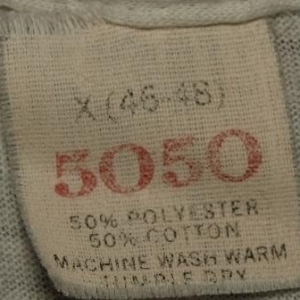 X (46-48)
5050
50% POLYESTER
50% COTTON
MACHINE WASH WARM
TUMBLE DRY